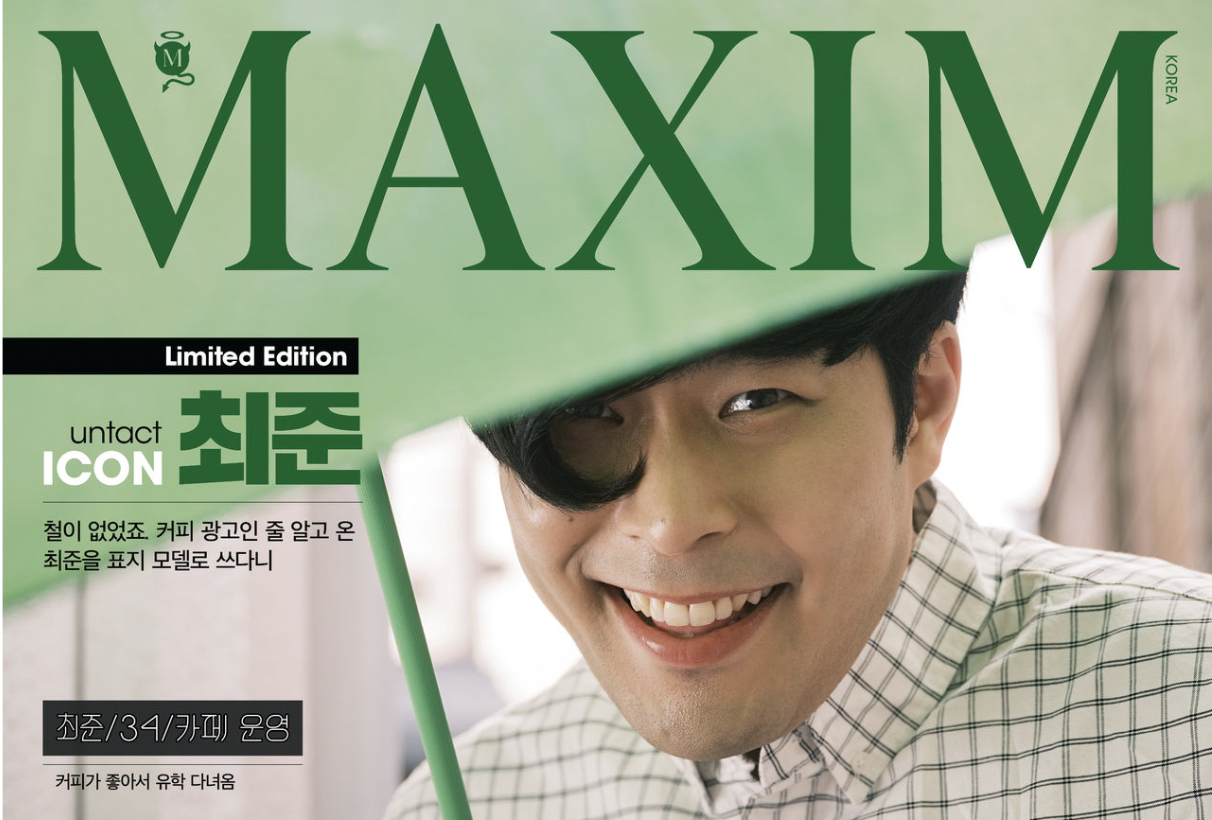 MAXIM
M
KOREA
Limited Edition
untact
ICON
최준
철이 없었죠. 커피 광고인 줄 알고 온
최준을 표지 모델로 쓰다니
최준/34/카페 운영
커피가 좋아서 유학 다녀옴